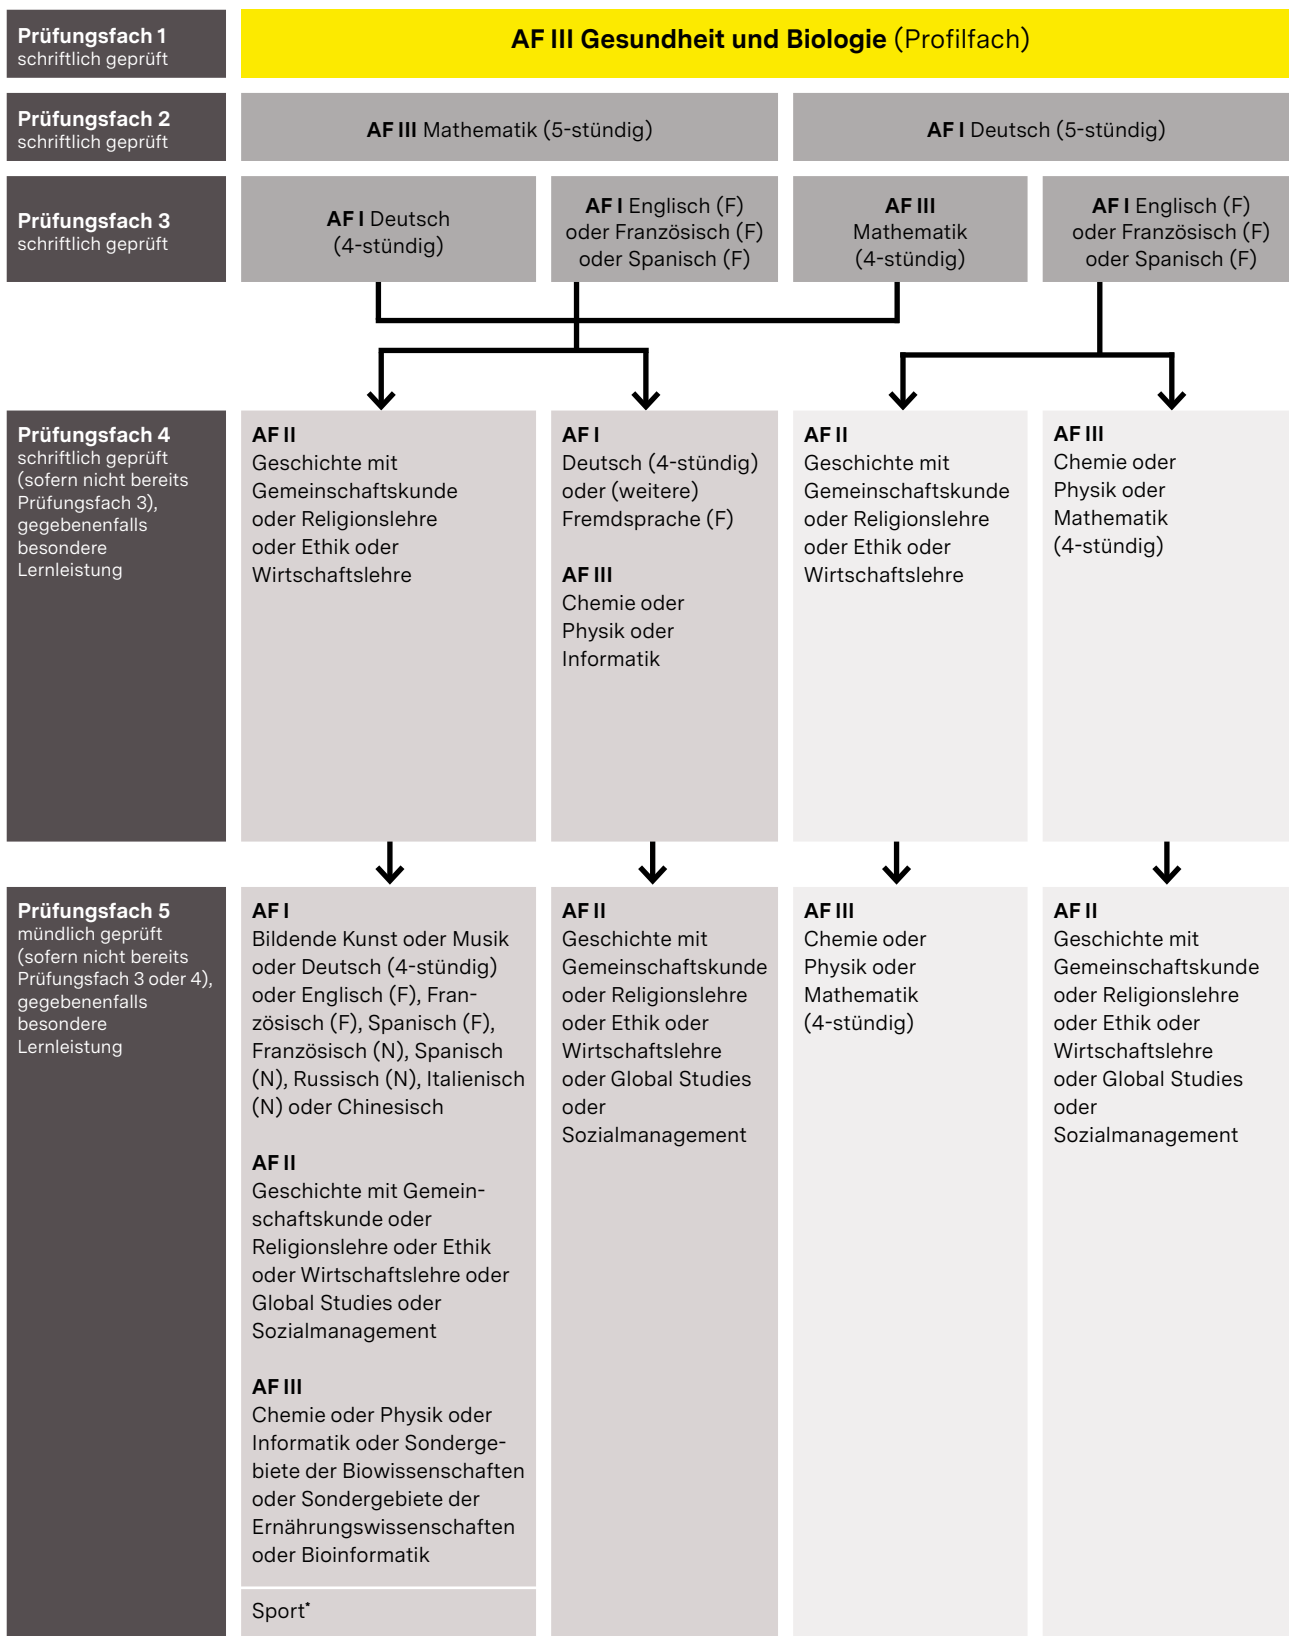 Prüfungsfach 1
schriftlich geprüft
AF III Gesundheit und Biologie (Profilfach)
Prüfungsfach 2
schriftlich geprüft
AF III Mathematik (5-stündig)
AF I Deutsch (5-stündig)
Prüfungsfach 3
schriftlich geprüft
AF I Deutsch
(4-stündig)
AF I Englisch (F)
oder Französisch (F)
oder Spanisch (F)
AF III
Mathematik
(4-stündig)
AF I Englisch (F)
oder Französisch (F)
oder Spanisch (F)
Prüfungsfach 4
schriftlich geprüft
(sofern nicht bereits
Prüfungsfach 3),
gegebenenfalls
besondere
Lernleistung
AF II
Geschichte mit
Gemeinschaftskunde
oder Religionslehre
oder Ethik oder
Wirtschaftslehre
AF I
Deutsch (4-stündig)
oder (weitere)
Fremdsprache (F)
AF III
Chemie oder
Physik oder
Informatik
AF II
Geschichte mit
Gemeinschaftskunde
oder Religionslehre
oder Ethik oder
Wirtschaftslehre
AF III
Chemie oder
Physik oder
Mathematik
(4-stündig)
Prüfungsfach 5
mündlich geprüft
(sofern nicht bereits
Prüfungsfach 3 oder 4),
gegebenenfalls
besondere
Lernleistung
AF I
Bildende Kunst oder Musik
oder Deutsch (4-stündig)
oder Englisch (F), Fran-
zösisch (F), Spanisch (F),
Französisch (N), Spanisch
(N), Russisch (N), Italienisch
(N) oder Chinesisch
AF II
Geschichte mit Gemein-
schaftskunde oder
Religionslehre oder Ethik
oder Wirtschaftslehre oder
Global Studies oder
Sozialmanagement
AF III
Chemie oder Physik oder
Informatik oder Sonderge-
biete der Biowissenschaften
oder Sondergebiete der
Ernährungswissenschaften
oder Bioinformatik
Sport*
AF II
Geschichte mit
Gemeinschaftskunde
oder Religionslehre
oder Ethik oder
Wirtschaftslehre
oder Global Studies
oder
Sozialmanagement
AF III
Chemie oder
Physik oder
Mathematik
(4-stündig)
AF II
Geschichte mit
Gemeinschaftskunde
oder Religionslehre
oder Ethik oder
Wirtschaftslehre
oder Global Studies
oder
Sozialmanagement